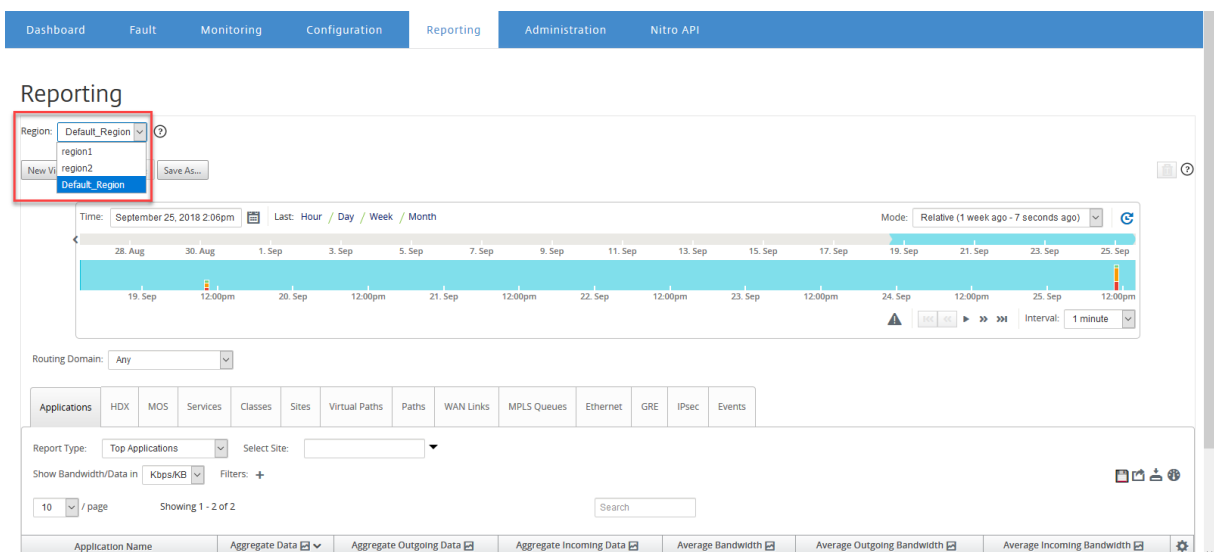 Dashboard Fault Monitoring Configuration Reporting Administration Nitro API
Reporting
Region: Default_Region ?
region1
New Vi region2 Save As... ?
Default_Region
Time: September 25, 2018 2:06pm Last: Hour / Day / Week / Month Mode: Relative (1 week ago - 7 seconds ago)
28. Aug 30. Aug 1. Sep 3. Sep 5. Sep 7. Sep 9. Sep 11. Sep 13. Sep 15. Sep 17. Sep 19. Sep 21. Sep 23. Sep 25. Sep
19. Sep 12:00pm 20. Sep 12:00pm 21. Sep 12:00pm 22. Sep 12:00pm 23. Sep 12:00pm 24. Sep 12:00pm 25. Sep 12:00pm
Interval: 1 minute
Routing Domain: Any
Applications HDX MOS Services Classes Sites Virtual Paths Paths WAN Links MPLS Queues Ethernet GRE IPsec Events
Report Type: Top Applications Select Site:
Show Bandwidth/Data in Kbps/KB Filters: +
10 / page Showing 1 - 2 of 2 Search
Application Name Aggregate Data Aggregate Outgoing Data Aggregate Incoming Data Average Bandwidth Average Outgoing Bandwidth Average Incoming Bandwidth